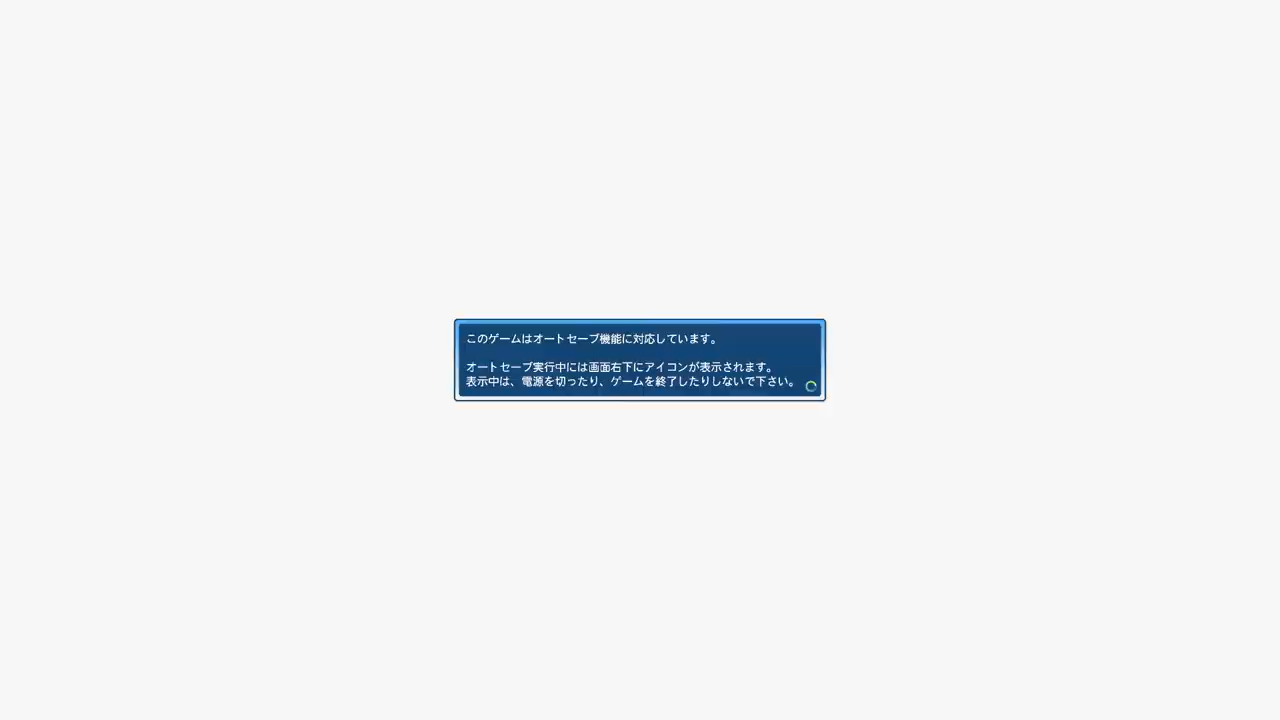 このゲームはオートセーブ機能に対応しています。
オートセーブ実行中には画面右下にアイコンが表示されます。
表示中は、電源を切ったり、ゲームを終了したりしないで下さい。